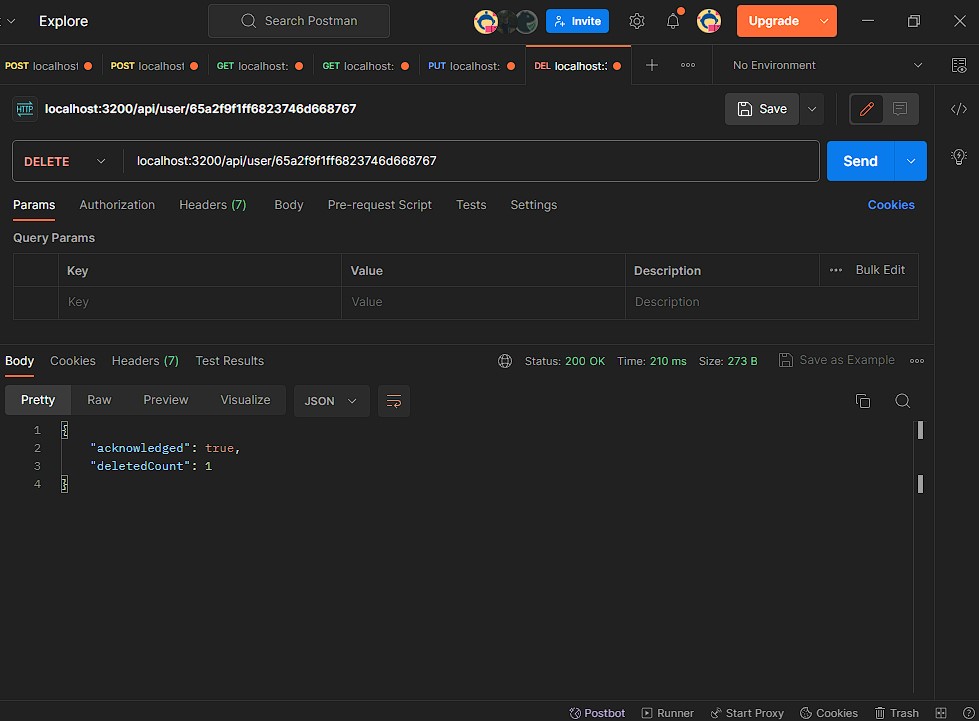 Explore
Search Postman
Invite
Upgrade
POST localhost
POST localhost
GET localhost:
GET localhost:
PUT localhost:
DEL localhost:
No Environment
HTTP
localhost:3200/api/user/65a2f9f1ff6823746d668767
Save
DELETE
localhost:3200/api/user/65a2f9f1ff6823746d668767
Send
Params Authorization Headers (7) Body Pre-request Script Tests Settings Cookies
Query Params
Key Value Description Bulk Edit
Key Value Description
Body Cookies Headers (7) Test Results Status: 200 OK Time: 210 ms Size: 273 B Save as Example
Pretty Raw Preview Visualize JSON
1 {
2 "acknowledged": true,
3 "deletedCount": 1
4 }
Postbot Runner Start Proxy Cookies Trash